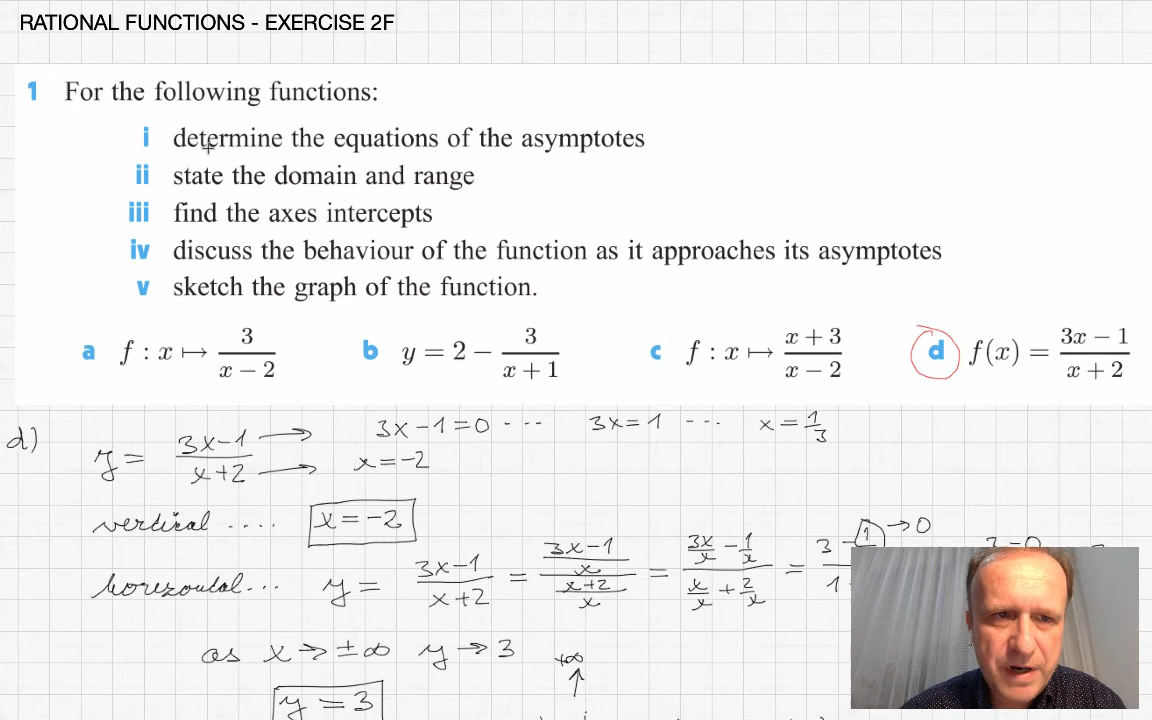 RATIONAL FUNCTIONS - EXERCISE 2F
1 For the following functions:
i determine the equations of the asymptotes
ii state the domain and range
iii find the axes intercepts
iv discuss the behaviour of the function as it approaches its asymptotes
v sketch the graph of the function.
a f : x ↦ 3/(x − 2) b y = 2 − 3/(x + 1) c f : x ↦ (x + 3)/(x − 2) d f(x) = (3x − 1)/(x + 2)
d) y = (3x-1)/(x+2) → 3x-1=0 ... 3x=1 ... x=1/3
→ x=-2
vertical .... x=-2
horizontal... y = (3x-1)/(x+2) = ((3x-1)/x)/((x+2)/x) = (3x/x - 1/x)/(x/x + 2/x) = 3 - 1 → 0
as x → ±∞ y → 3 +∞
↑
y = 3